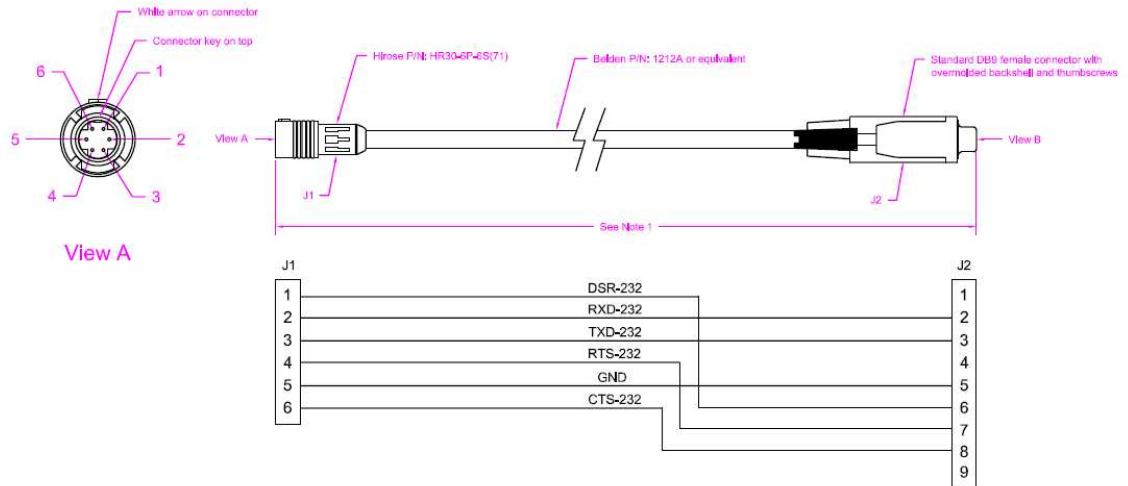 White arrow on connector
Connector key on top
6
1
5
2
4
3
View A
Hirose P/N: HR30-6P-6S(71)
Belden P/N: 1212A or equivalent
Standard DB9 female connector with
overmolded backshell and thumbscrews
View A
View B
J1
J2
See Note 1
J1
J2
1 DSR-232 1
2 RXD-232 2
3 TXD-232 3
4 RTS-232 4
5 GND 5
6 CTS-232 6
7
8
9